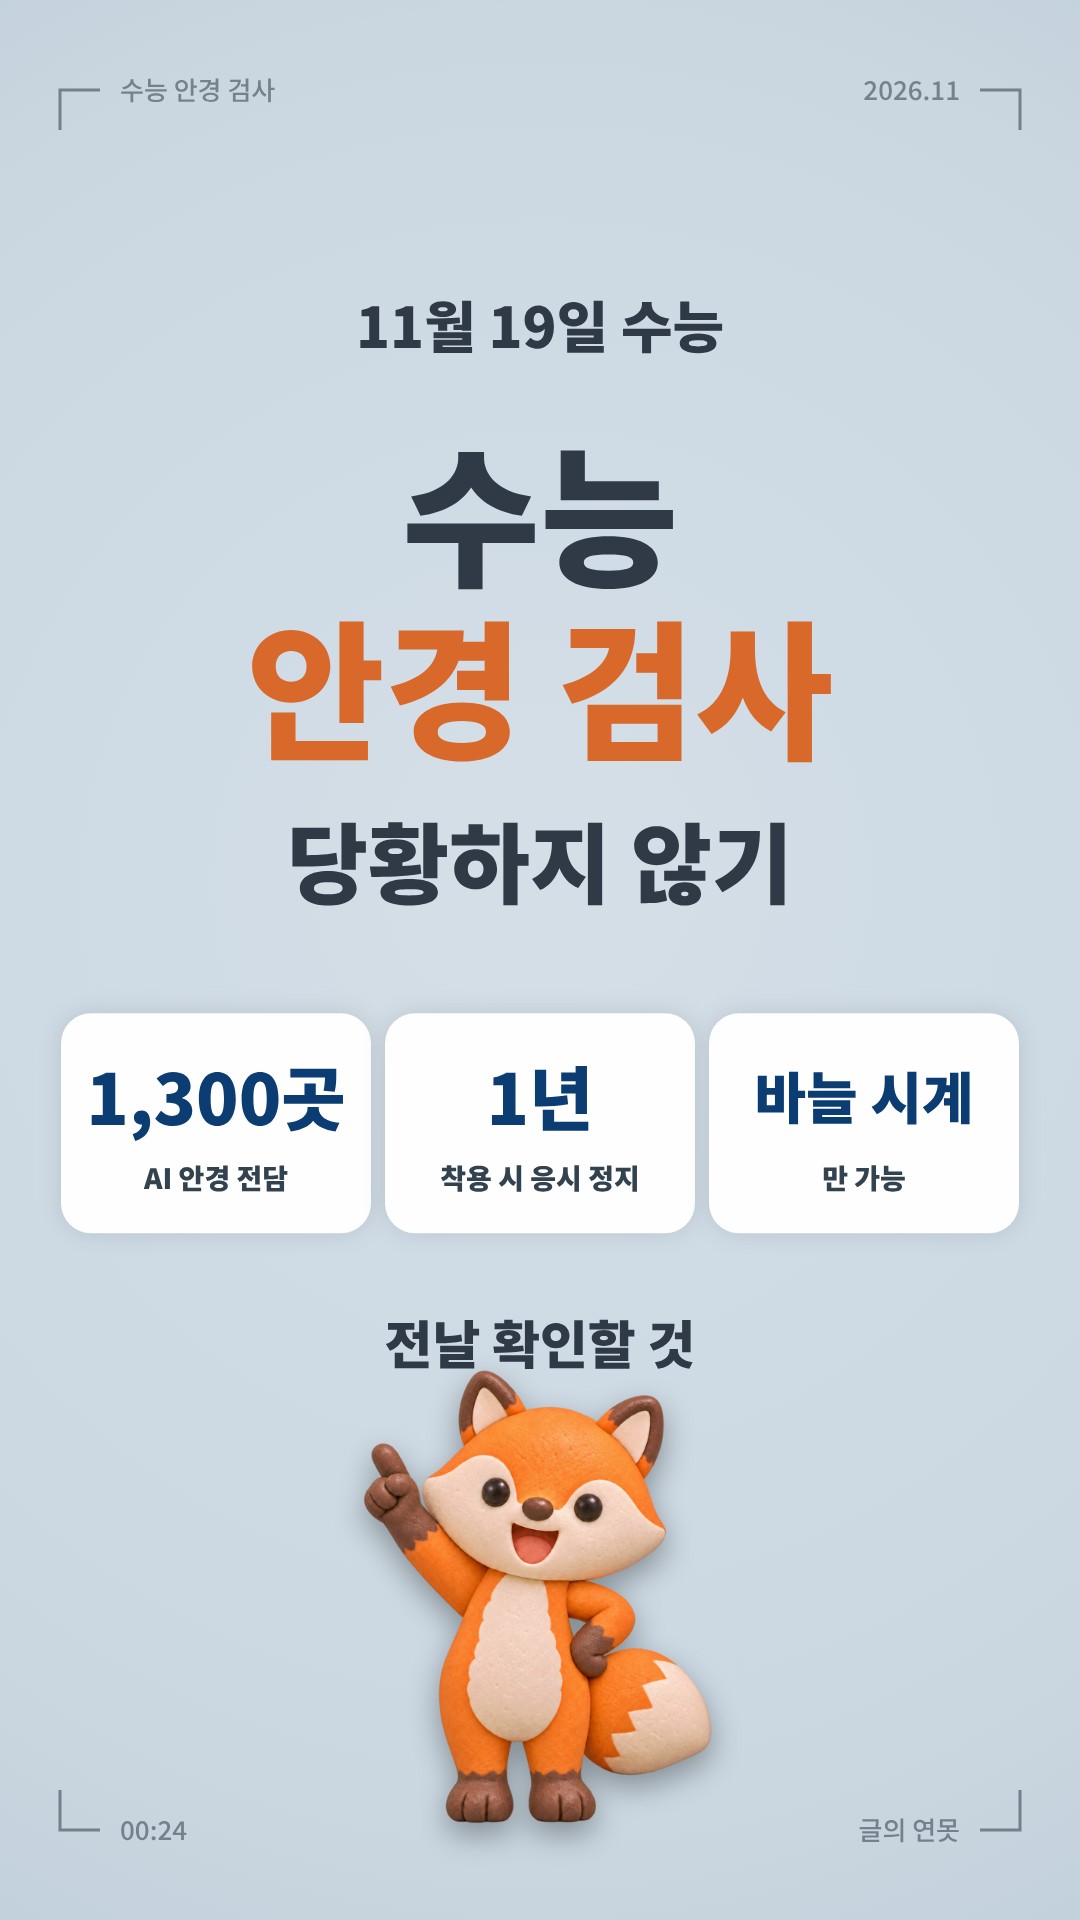 수능 안경 검사
2026.11
11월 19일 수능
수능
안경 검사
당황하지 않기
1,300곳
AI 안경 전담
1년
착용 시 응시 정지
바늘 시계
만 가능
전날 확인할 것
00:24
글의 연못